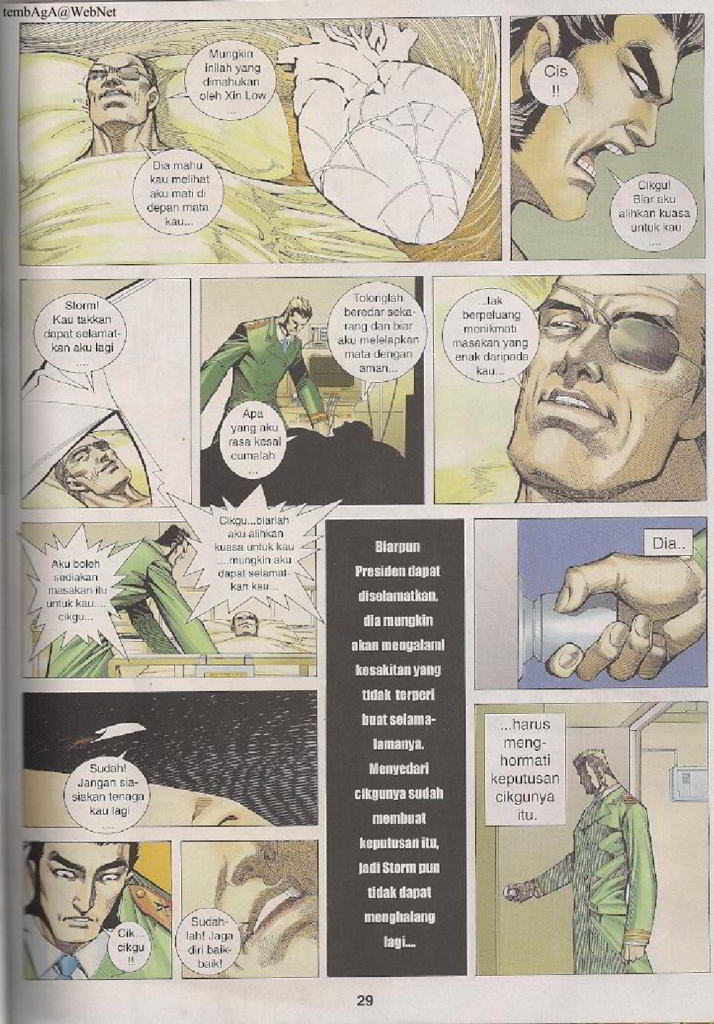 tembAgA@WebNet
Mungkin
inilah yang
dimahukan
oleh Xin Low
....
Dia mahu
kau melihat
aku mati di
depan mata
kau...
Cis
!!
Cikgu!
Biar aku
alihkan kuasa
untuk kau
....
Storm!
Kau takkan
dapat selamat-
kan aku lagi
....
Tolonglah
beredar seka-
rang dan biar
aku melelapkan
mata dengan
aman....
Apa
yang aku
rasa kesal
cumalah
...
...tak
berpeluang
menikmati
masakan yang
enak daripada
kau...
Aku boleh
sediakan
masakan itu
untuk kau....
cikgu...
Cikgu...biarlah
aku alihkan
kuasa untuk kau
....mungkin aku
dapat selamat-
kan kau...
Biarpun
Presiden dapat
diselamatkan,
dia mungkin
akan mengalami
kesakitan yang
tidak terperi
buat selama-
lamanya.
Menyedari
cikgunya sudah
membuat
keputusan itu,
jadi Storm pun
tidak dapat
menghalang
lagi....
Dia..
Sudah!
Jangan sia-
siakan tenaga
kau lagi
....
...harus
meng-
hormati
keputusan
cikgunya
itu.
Cik...
cikgu
!!
Sudah-
lah! Jaga
diri baik-
baik!
29